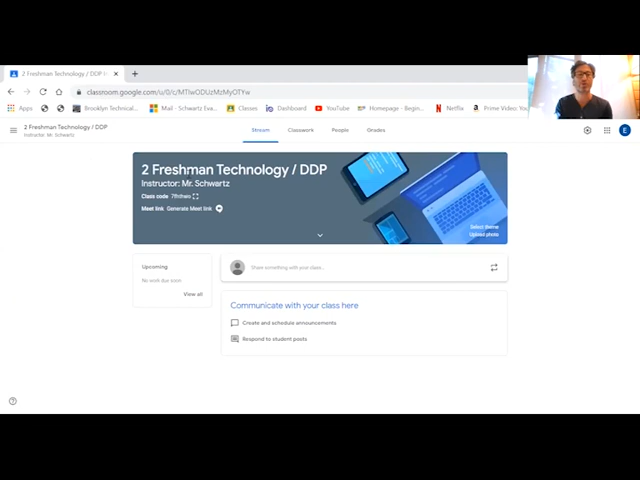 2 Freshman Technology / DDP
classroom.google.com/u/0/c/
Apps
Brooklyn Technical...
Mail - Schwartz Eva...
Classes
Dashboard
YouTube
Homepage - Begin...
Netflix
Prime Video: You
2 Freshman Technology / DDP
Instructor: Mr. Schwartz
Stream
Classwork
People
Grades
E
2 Freshman Technology / DDP
Instructor: Mr. Schwartz
Class code
Meet link Generate Meet link
Select theme
Upload photo
Upcoming
No work due soon
View all
Share something with your class...
Communicate with your class here
Create and schedule announcements
Respond to student posts